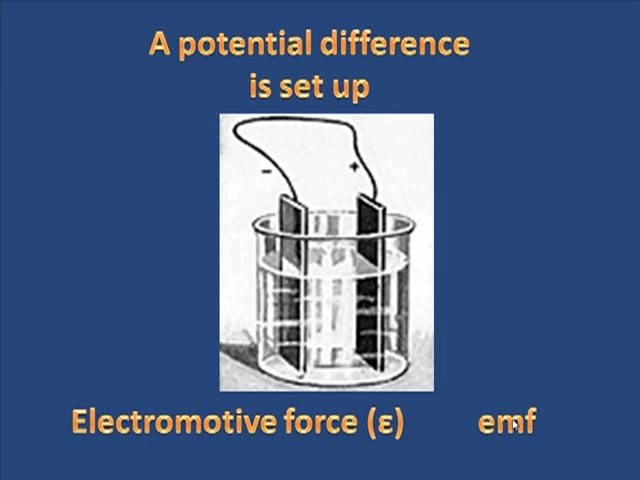 A potential difference
is set up
- +
Electromotive force (ε) emf